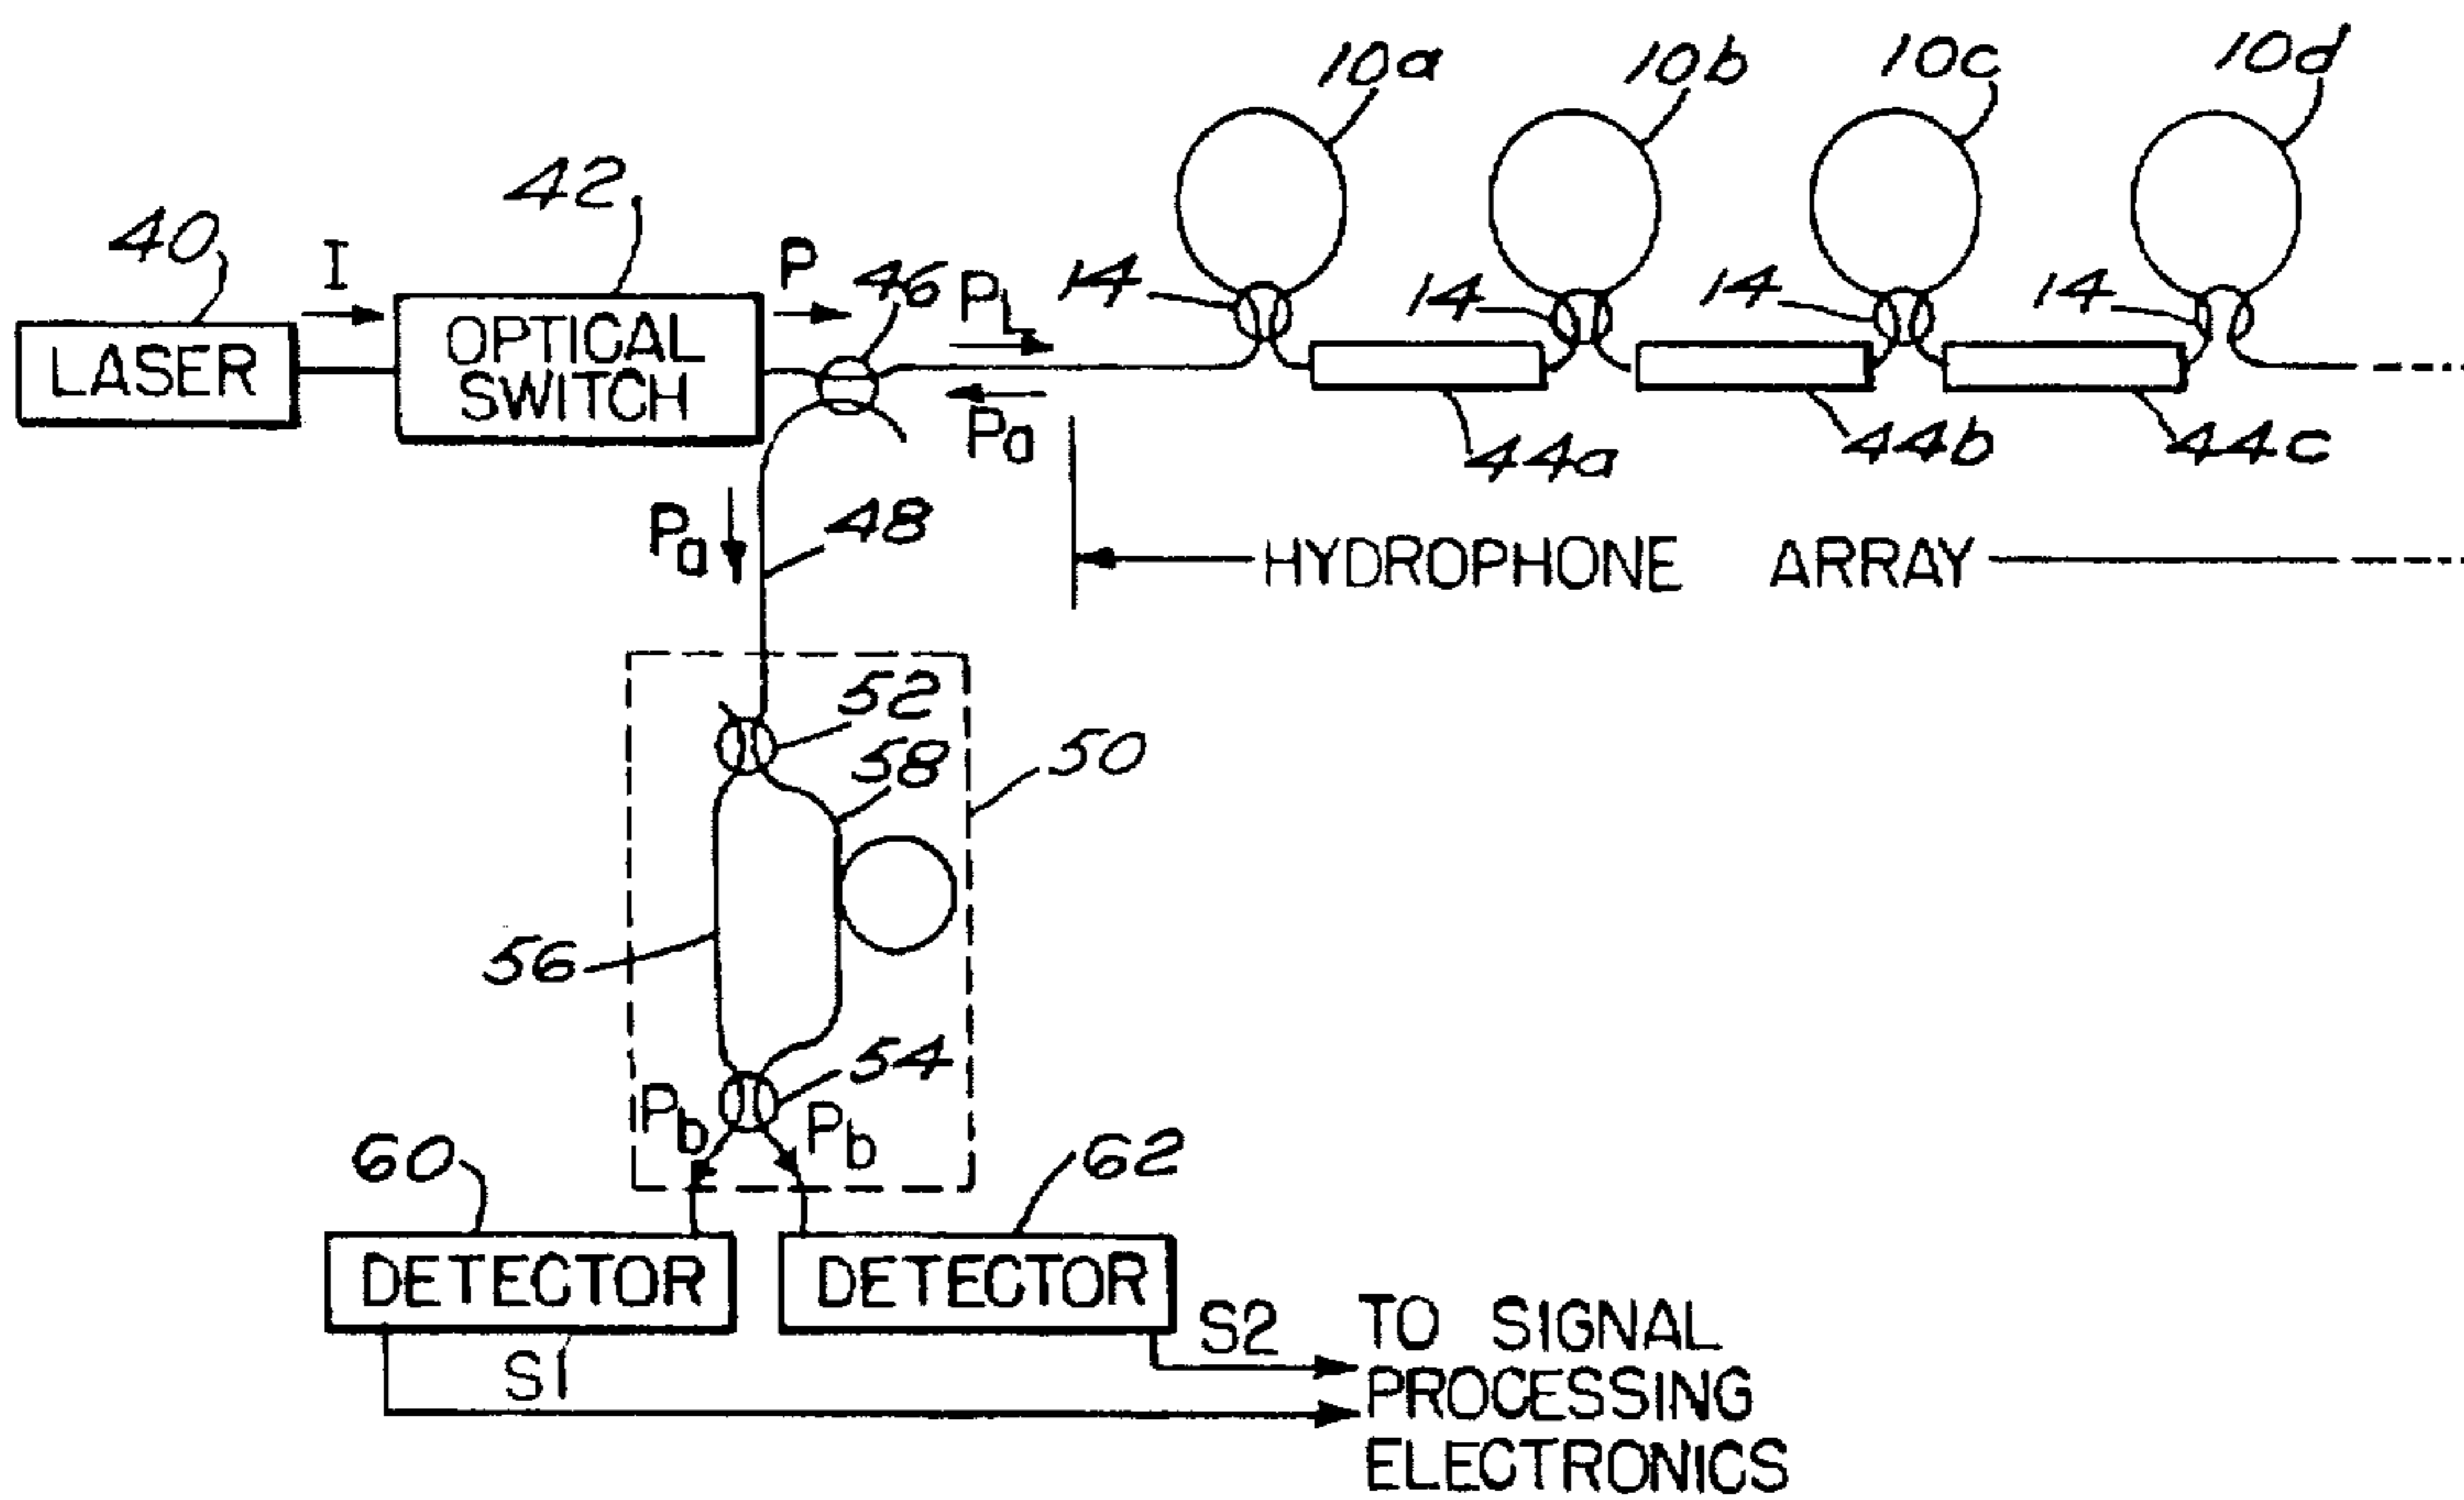 10a
10b
10c
10d
42
40
I
P
46
PL
14
14
14
14
LASER
OPTICAL
SWITCH
Pa
44a
44b
44c
Pa
48
HYDROPHONE ARRAY
52
58
50
56
54
Pb
Pb
60
62
DETECTOR
DETECTOR
S1
S2
TO SIGNAL
PROCESSING
ELECTRONICS